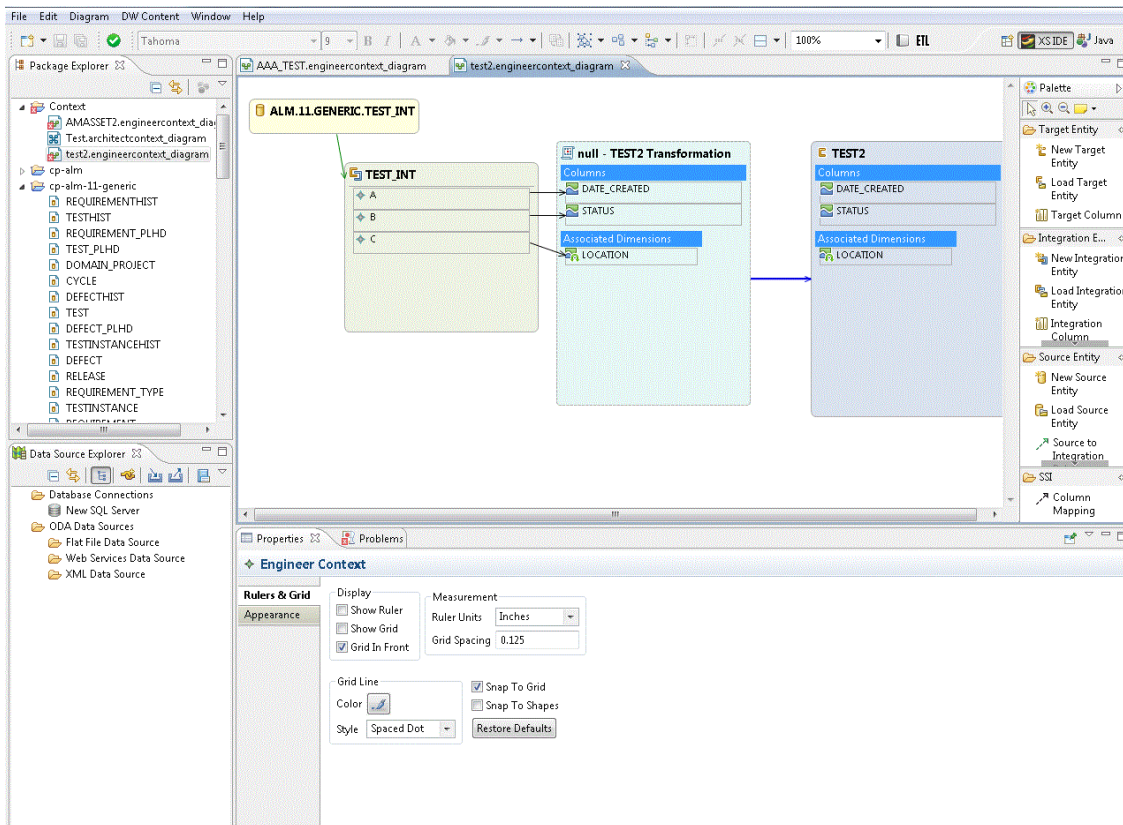 File Edit Diagram DW Content Window Help
Tahoma 9 B I A 100% ETL XSIDE Java
Package Explorer
Context
AMASSET2.engineercontext_dia
Test.architectcontext_diagram
test2.engineercontext_diagram
cp-alm
cp-alm-11-generic
REQUIREMENTHIST
TESTHIST
REQUIREMENT_PLHD
TEST_PLHD
DOMAIN_PROJECT
CYCLE
DEFECTHIST
TEST
DEFECT_PLHD
TESTINSTANCEHIST
DEFECT
RELEASE
REQUIREMENT_TYPE
TESTINSTANCE
REQUIREMENT
Data Source Explorer
Database Connections
New SQL Server
ODA Data Sources
Flat File Data Source
Web Services Data Source
XML Data Source
AAA_TEST.engineercontext_diagram test2.engineercontext_diagram
ALM.11.GENERIC.TEST_INT
TEST_INT
A
B
C
null - TEST2 Transformation
Columns
DATE_CREATED
STATUS
Associated Dimensions
LOCATION
TEST2
Columns
DATE_CREATED
STATUS
Associated Dimensions
LOCATION
Palette
Target Entity
New Target
Entity
Load Target
Entity
Target Column
Integration E...
New Integration
Entity
Load Integration
Entity
Integration
Column
Source Entity
New Source
Entity
Load Source
Entity
Source to
Integration
SSI
Column
Mapping
Properties Problems
Engineer Context
Rulers & Grid
Appearance
Display
Show Ruler
Show Grid
Grid In Front
Measurement
Ruler Units Inches
Grid Spacing 0.125
Grid Line
Color
Style Spaced Dot
Snap To Grid
Snap To Shapes
Restore Defaults